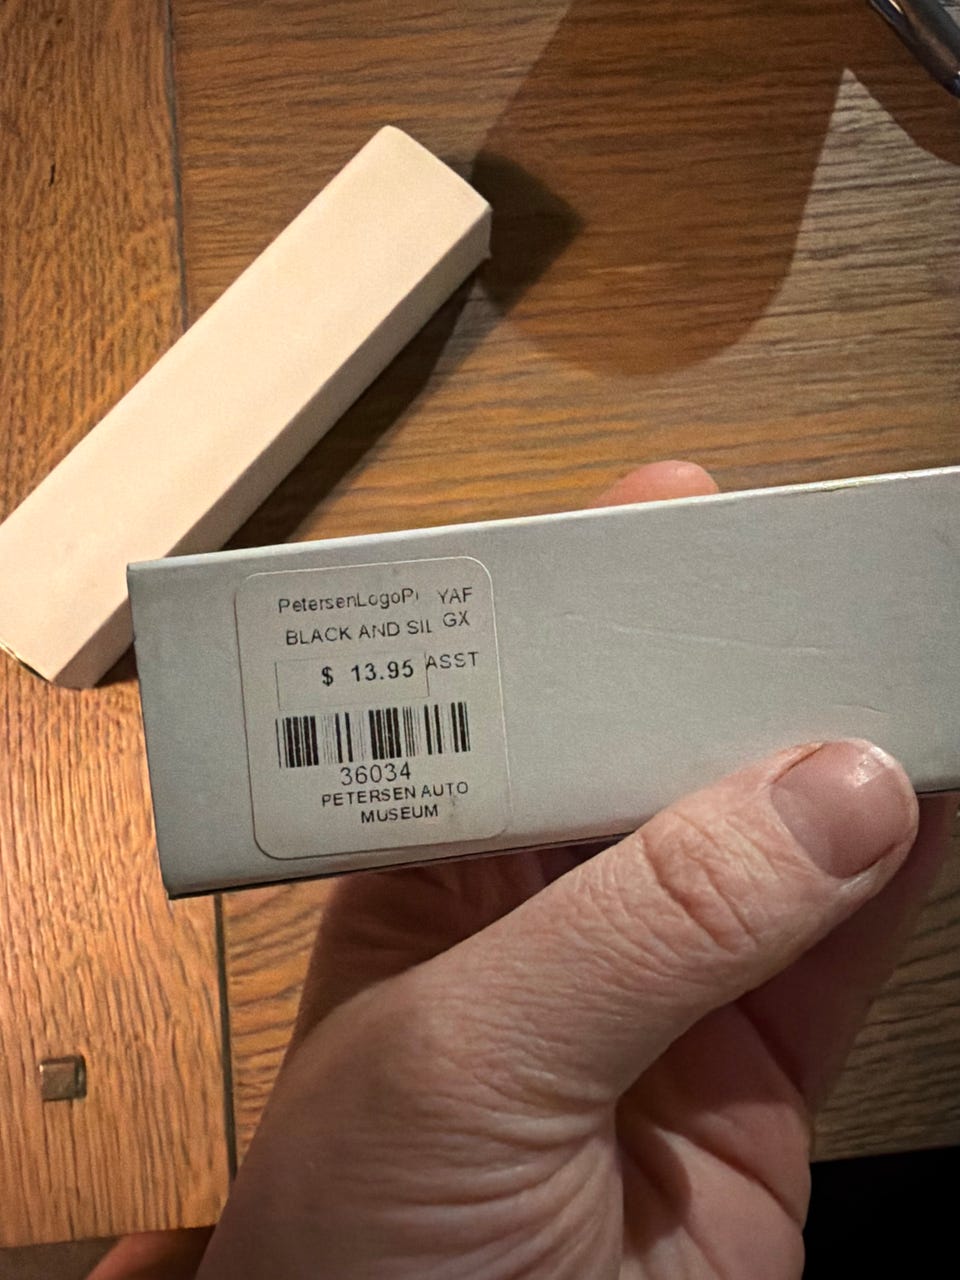 PetersenLogoP YAF
BLACK AND SIL GX
$ 13.95 ASST
36034
PETERSEN AUTO
MUSEUM